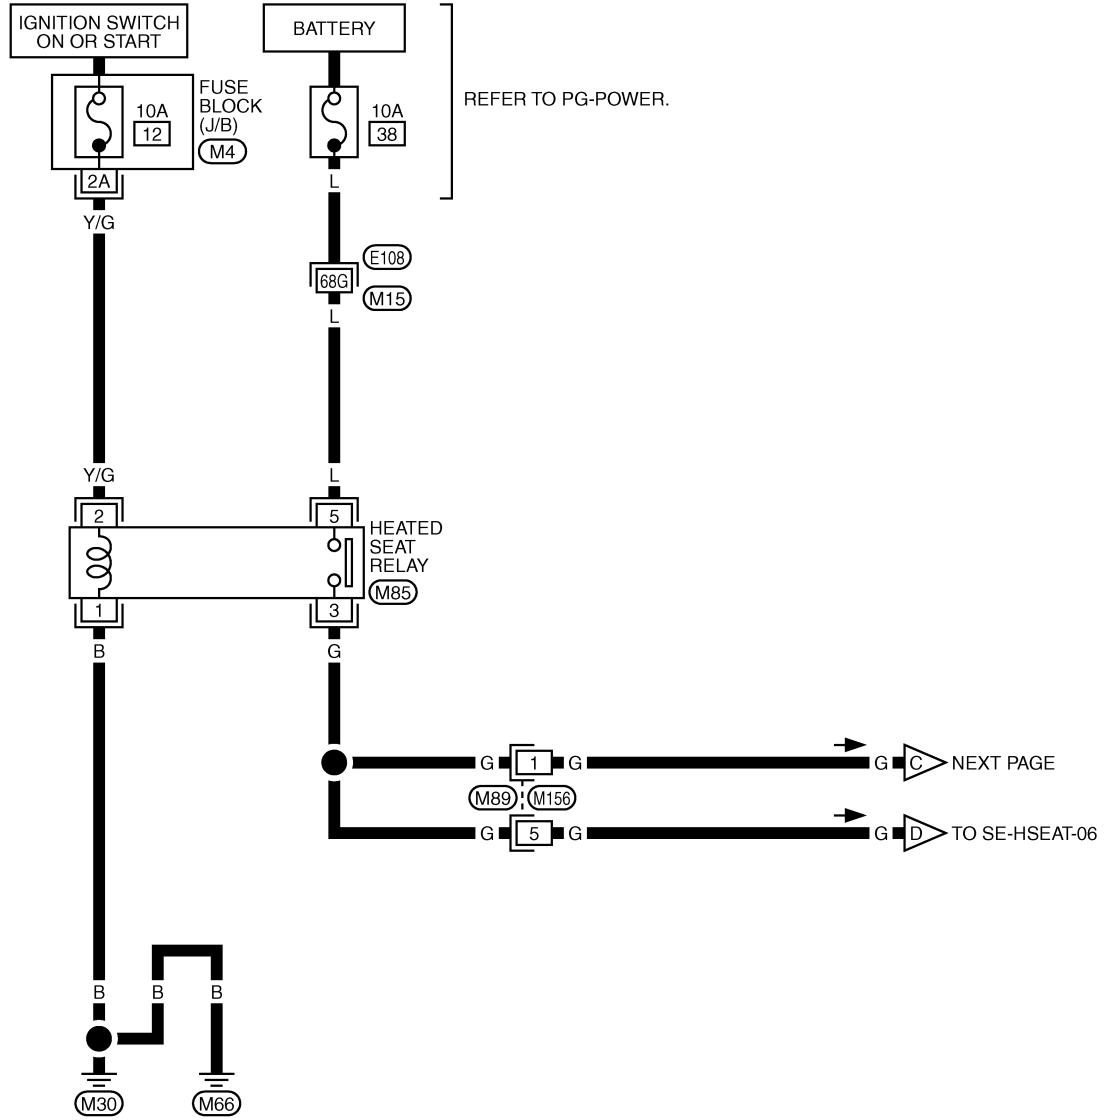 IGNITION SWITCH
ON OR START
BATTERY
FUSE
BLOCK
(J/B)
M4
10A
12
10A
38
REFER TO PG-POWER.
2A
L
Y/G
E108
68G
M15
L
Y/G
L
2
5
HEATED
SEAT
RELAY
M85
1
3
B
G
G
1
G
G
C
NEXT PAGE
M89
M156
G
5
G
G
D
TO SE-HSEAT-06
B
B
B
M30
M66